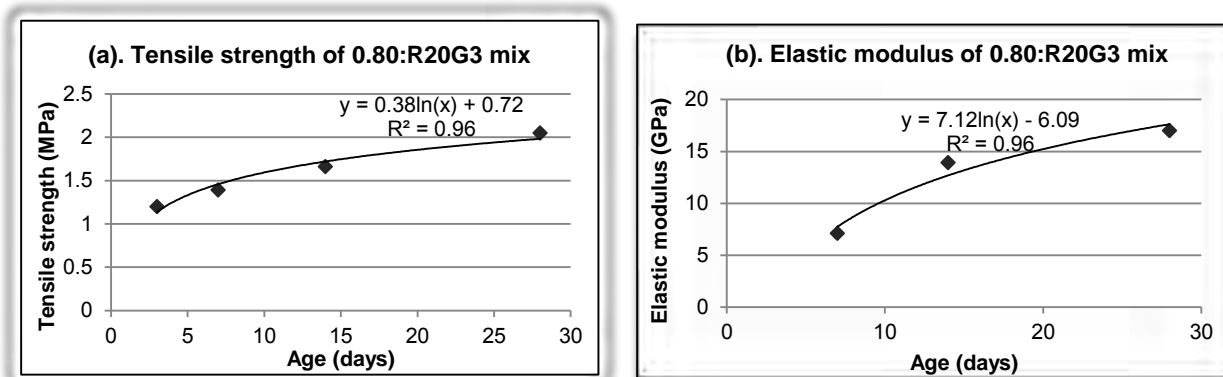 (a). Tensile strength of 0.80:R20G3 mix
y = 0.38ln(x) + 0.72
R² = 0.96
Tensile strength (MPa)
2.5
2
1.5
1
0.5
0
0 5 10 15 20 25 30
Age (days)
(b). Elastic modulus of 0.80:R20G3 mix
y = 7.12ln(x) - 6.09
R² = 0.96
Elastic modulus (GPa)
20
15
10
5
0
0 10 20 30
Age (days)